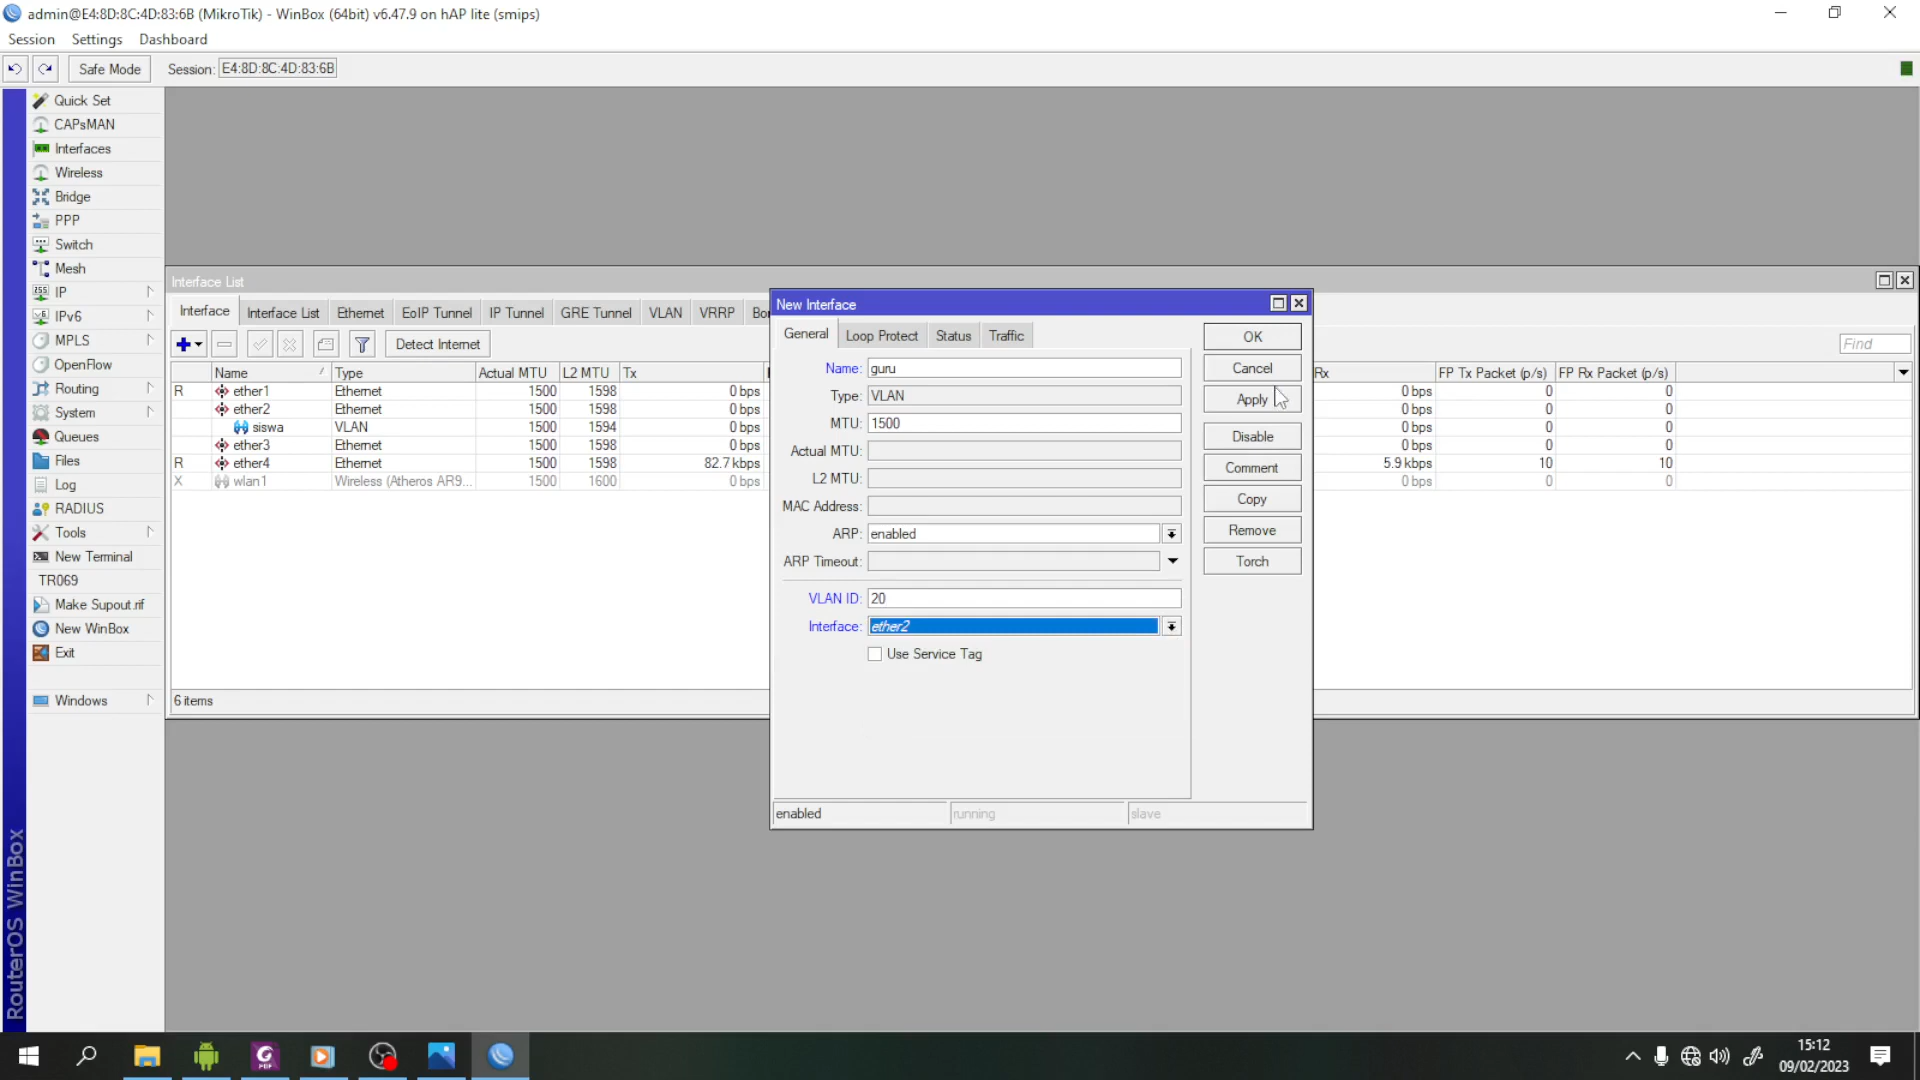 admin@E4:8D:8C:4D:83:6B (MikroTik) - WinBox (64bit) v6.47.9 on hAP lite (smips)
Session Settings Dashboard
Safe Mode Session: E4:8D:8C:4D:83:6B
Quick Set
CAPsMAN
Interfaces
Wireless
Bridge
PPP
Switch
Mesh
IP
IPv6
MPLS
OpenFlow
Routing
System
Queues
Files
Log
RADIUS
Tools
New Terminal
TR069
Make Supout.rif
New WinBox
Exit
Windows
RouterOS WinBox
Interface List
Interface Interface List Ethernet EoIP Tunnel IP Tunnel GRE Tunnel VLAN VRRP Bo
Detect Internet Find
Name Type Actual MTU L2 MTU Tx Rx FP Tx Packet (p/s) FP Rx Packet (p/s)
R ether1 Ethernet 1500 1598 0 bps 0 bps 0 0
ether2 Ethernet 1500 1598 0 bps 0 bps 0 0
siswa VLAN 1500 1594 0 bps 0 bps 0 0
ether3 Ethernet 1500 1598 0 bps 0 bps 0 0
R ether4 Ethernet 1500 1598 82.7 kbps 5.9 kbps 10 10
X wlan1 Wireless (Atheros AR9... 1500 1600 0 bps 0 bps 0 0
6 items
New Interface
General Loop Protect Status Traffic
Name: guru
Type: VLAN
MTU: 1500
Actual MTU:
L2 MTU:
MAC Address:
ARP: enabled
ARP Timeout:
VLAN ID: 20
Interface: ether2
Use Service Tag
OK
Cancel
Apply
Disable
Comment
Copy
Remove
Torch
enabled running slave
15:12
09/02/2023